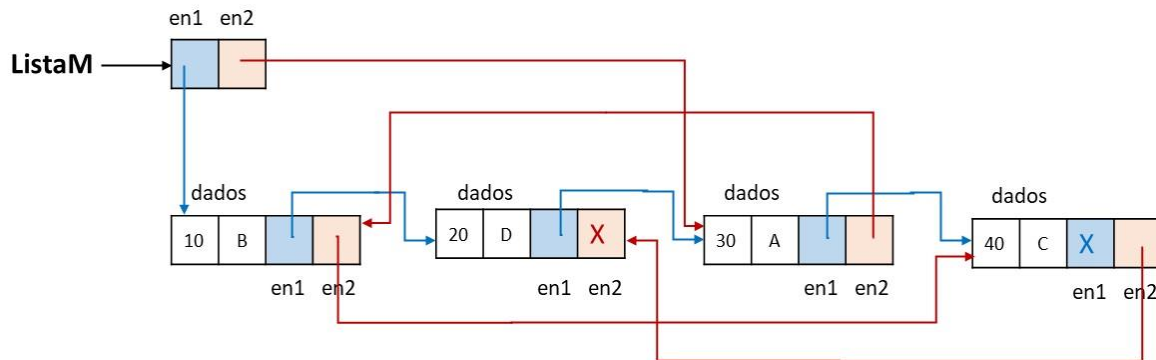 en1 en2
ListaM
dados dados dados dados
10 B 20 D X 30 A 40 C X
en1 en2 en1 en2 en1 en2 en1 en2